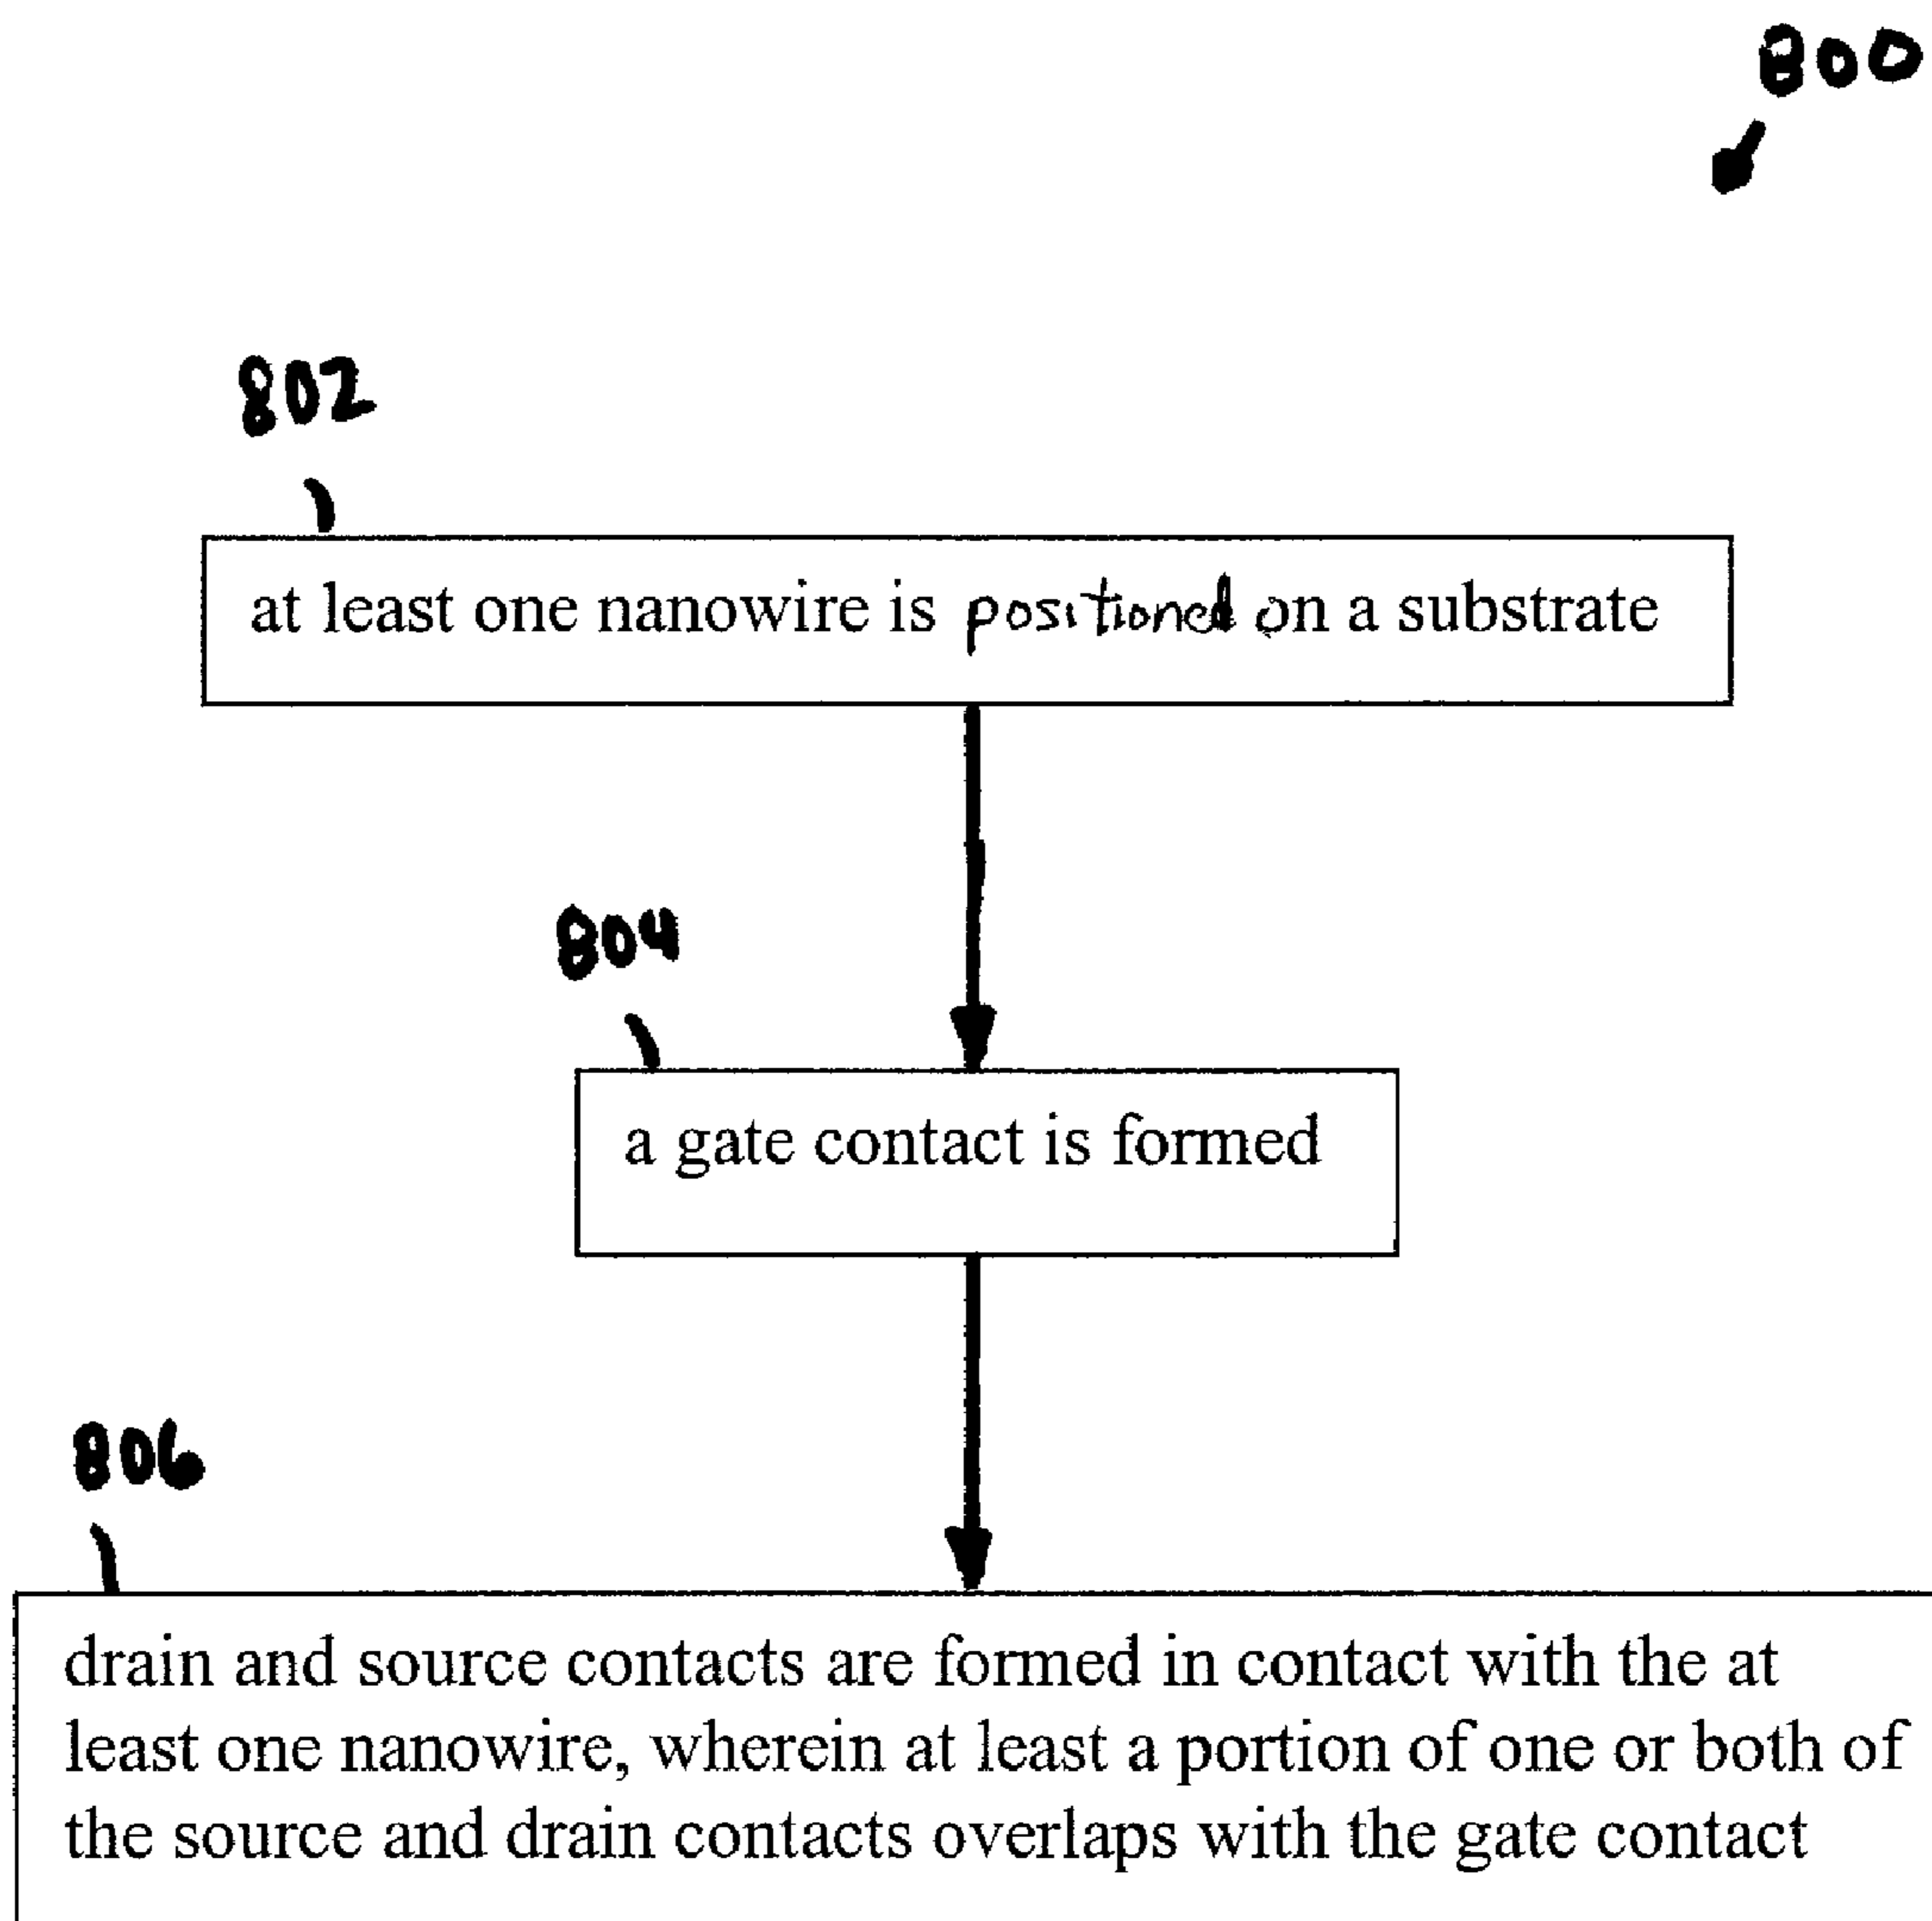 800
802
at least one nanowire is positioned on a substrate
804
a gate contact is formed
806
drain and source contacts are formed in contact with the at
least one nanowire, wherein at least a portion of one or both of
the source and drain contacts overlaps with the gate contact